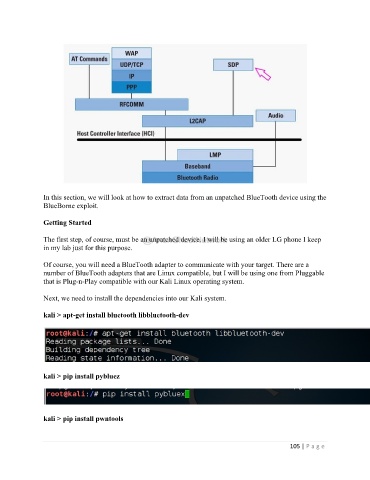 WAP
AT Commands
UDP/TCP
SDP
IP
PPP
RFCOMM
Audio
L2CAP
Host Controller Interface (HCI)
LMP
Baseband
Bluetooth Radio
In this section, we will look at how to extract data from an unpatched BlueTooth device using the
BlueBorne exploit.
Getting Started
The first step, of course, must be an unpatched device. I will be using an older LG phone I keep
in my lab just for this purpose.
Of course, you will need a BlueTooth adapter to communicate with your target. There are a
number of BlueTooth adapters that are Linux compatible, but I will be using one from Pluggable
that is Plug-n-Play compatible with our Kali Linux operating system.
Next, we need to install the dependencies into our Kali system.
kali > apt-get install bluetooth libbluetooth-dev
root@kali:/# apt-get install bluetooth libbluetooth-dev
Reading package lists... Done
Building dependency tree
Reading state information... Done
kali > pip install pybluez
root@kali:/# pip install pybluex
kali > pip install pwntools
105 | P a g e